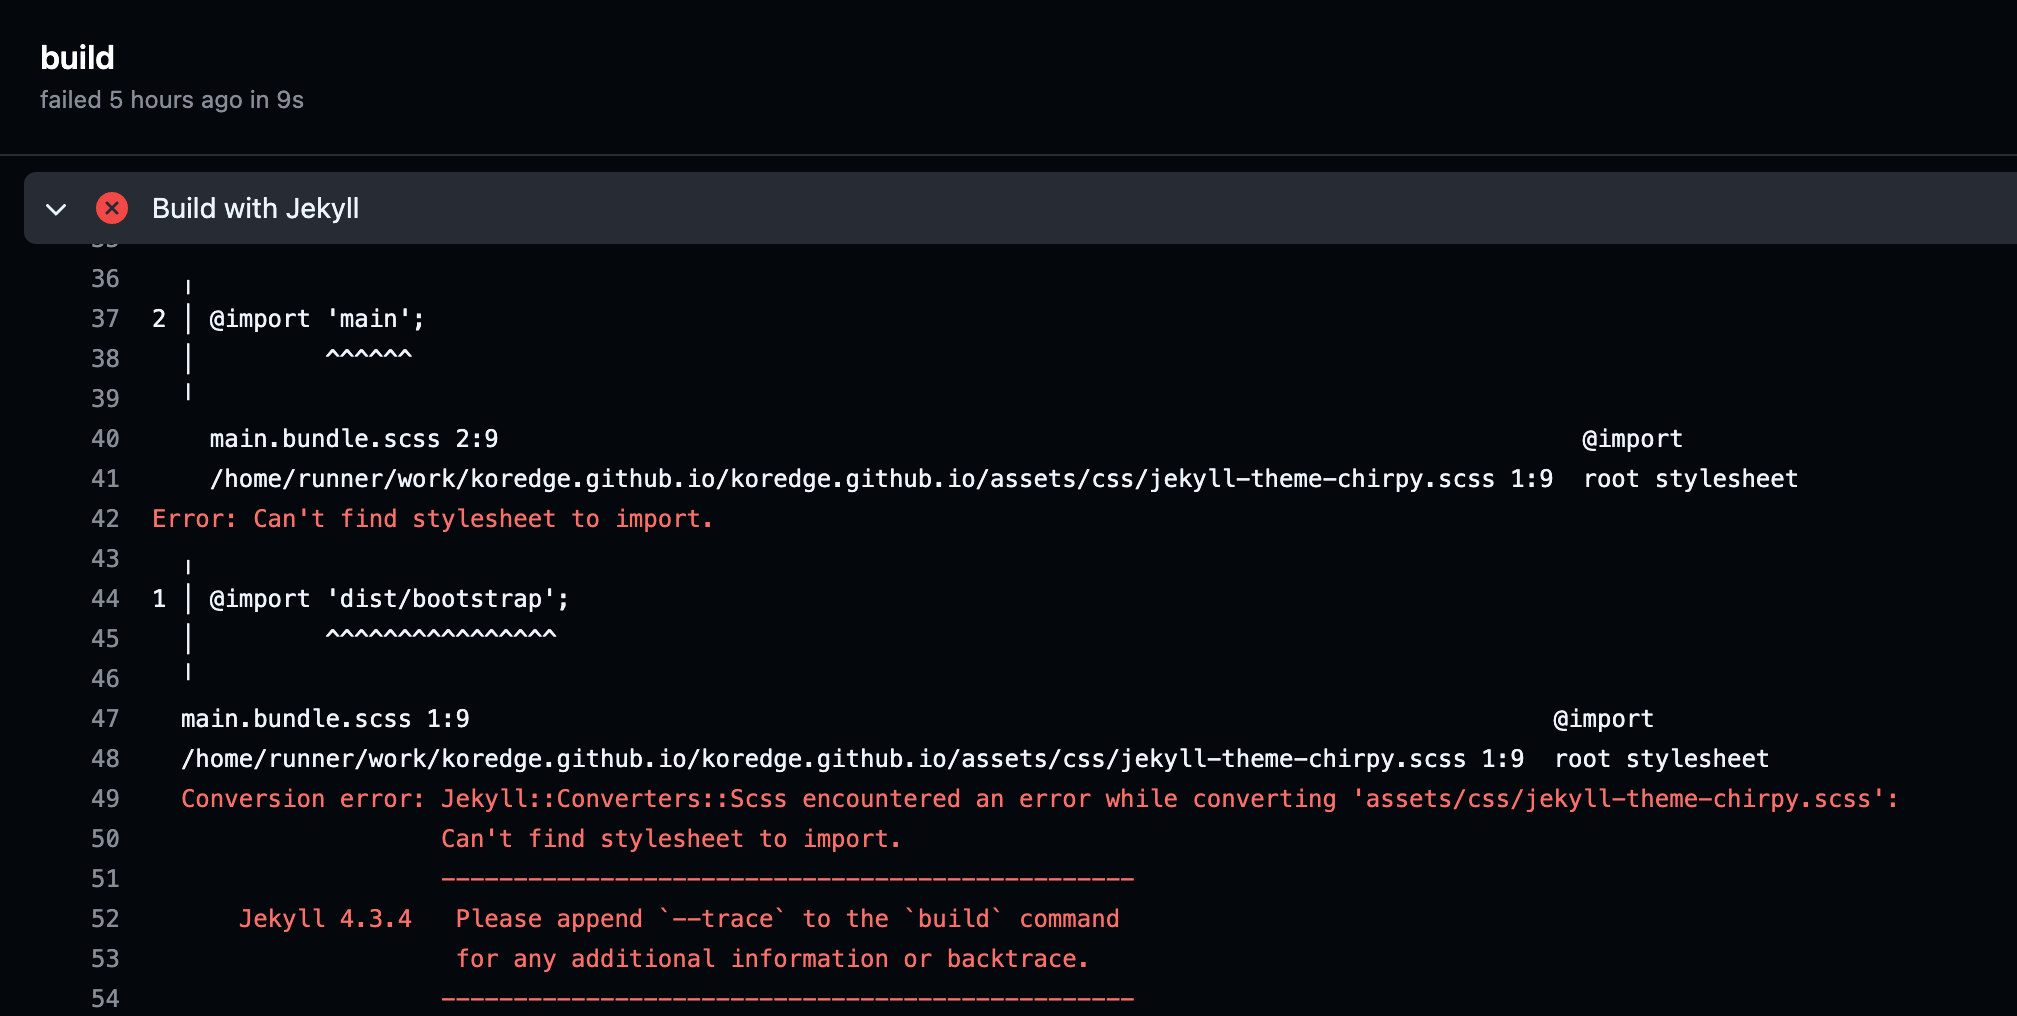 build
failed 5 hours ago in 9s
Build with Jekyll
36 ╷
37 2 │ @import 'main';
38 │ ^^^^^^
39 ╵
40 main.bundle.scss 2:9 @import
41 /home/runner/work/koredge.github.io/koredge.github.io/assets/css/jekyll-theme-chirpy.scss 1:9 root stylesheet
42 Error: Can't find stylesheet to import.
43 ╷
44 1 │ @import 'dist/bootstrap';
45 │ ^^^^^^^^^^^^^^^^
46 ╵
47 main.bundle.scss 1:9 @import
48 /home/runner/work/koredge.github.io/koredge.github.io/assets/css/jekyll-theme-chirpy.scss 1:9 root stylesheet
49 Conversion error: Jekyll::Converters::Scss encountered an error while converting 'assets/css/jekyll-theme-chirpy.scss':
50 Can't find stylesheet to import.
51 ------------------------------------------------
52 Jekyll 4.3.4 Please append `--trace` to the `build` command
53 for any additional information or backtrace.
54 ------------------------------------------------